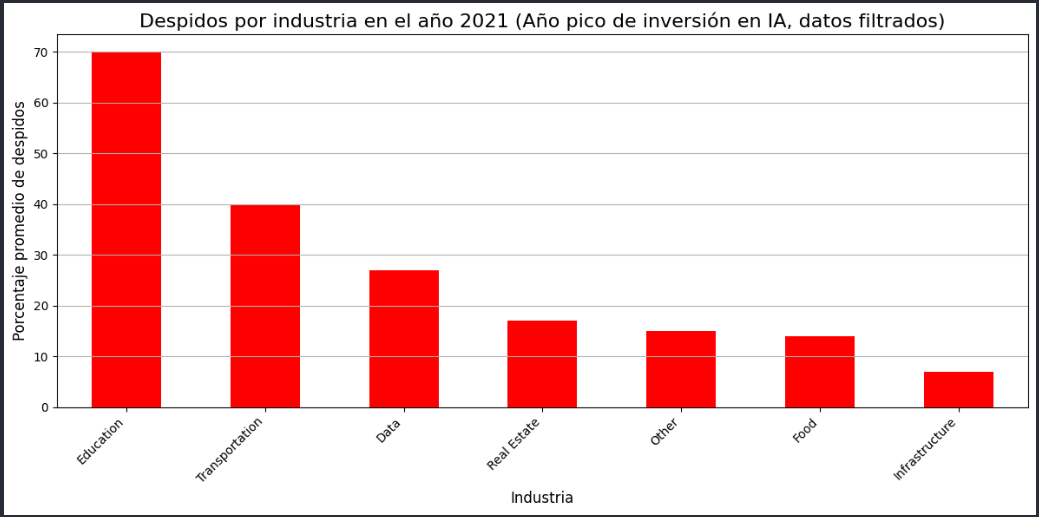 Despidos por industria en el año 2021 (Año pico de inversión en IA, datos filtrados)
Porcentaje promedio de despidos
70
60
50
40
30
20
10
0
Education
Transportation
Data
Real Estate
Other
Food
Infrastructure
Industria